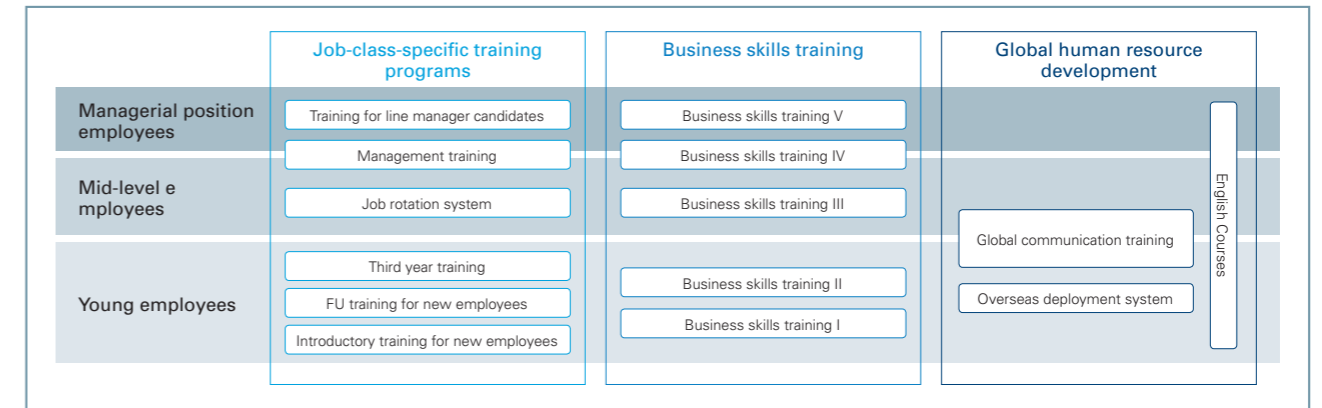 Job-class-specific training
programs
Business skills training
Global human resource
development
Managerial position
employees
Training for line manager candidates
Business skills training V
Management training
Business skills training IV
Mid-level e
mployees
Job rotation system
Business skills training III
Global communication training
English Courses
Young employees
Third year training
Business skills training II
Overseas deployment system
FU training for new employees
Business skills training I
Introductory training for new employees